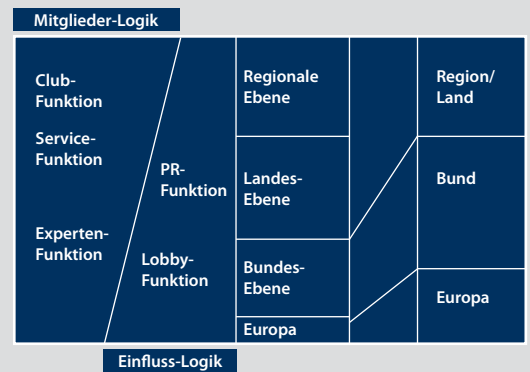 Mitglieder-Logik
Club-
Funktion
Service-
Funktion
Experten-
Funktion
PR-
Funktion
Lobby-
Funktion
Regionale
Ebene
Landes-
Ebene
Bundes-
Ebene
Europa
Region/
Land
Bund
Europa
Einfluss-Logik